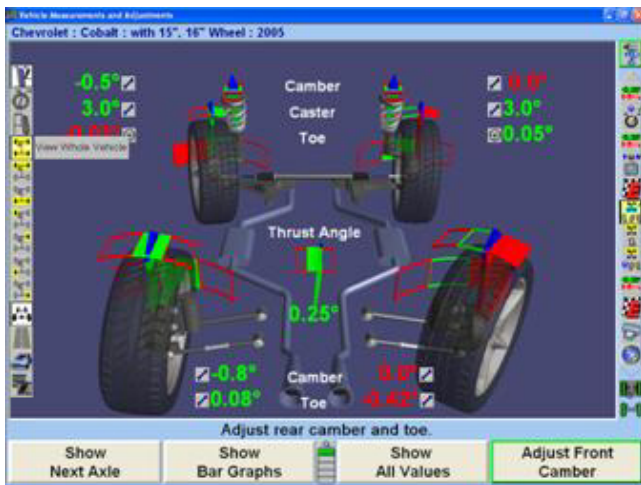 Vehicle Measurements and Adjustments
Chevrolet : Cobalt : with 15", 16" Wheel : 2005
-0.5° Camber 0.0°
3.0° Caster 3.0°
Toe 0.05°
View Whole Vehicle
Thrust Angle
0.25°
-0.8° Camber 0.0°
0.08° Toe -0.42°
Adjust rear camber and toe.
Show Next Axle
Show Bar Graphs
Show All Values
Adjust Front Camber